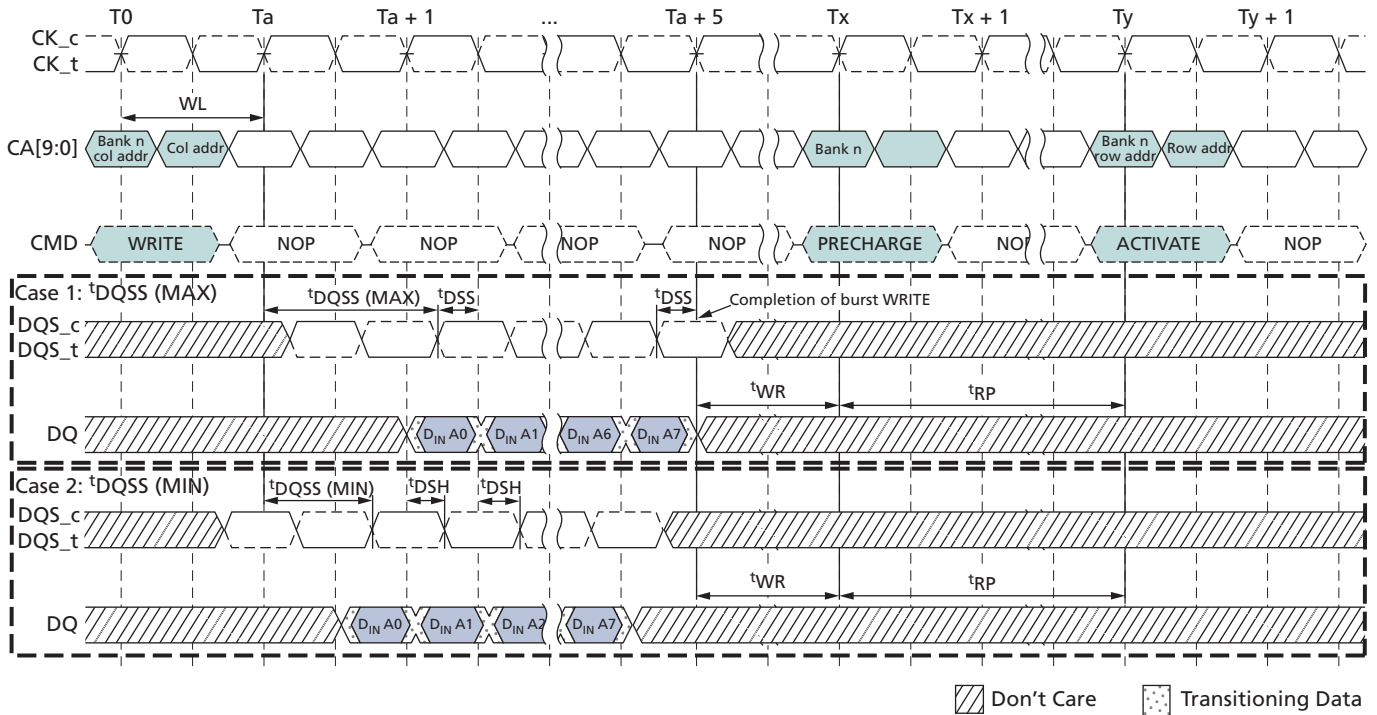 T0 Ta Ta + 1 ... Ta + 5 Tx Tx + 1 Ty Ty + 1
CK_c
CK_t
WL
CA[9:0] Bank n col addr Col addr Bank n Bank n row addr Row addr
CMD WRITE NOP NOP NOP NOP PRECHARGE NOP ACTIVATE NOP
Case 1: tDQSS (MAX)
tDQSS (MAX) tDSS tDSS Completion of burst WRITE
DQS_c
DQS_t
tWR tRP
DQ DIN A0 DIN A1 DIN A6 DIN A7
Case 2: tDQSS (MIN)
tDQSS (MIN) tDSH tDSH
DQS_c
DQS_t
tWR tRP
DQ DIN A0 DIN A1 DIN A2 DIN A7
Don't Care Transitioning Data